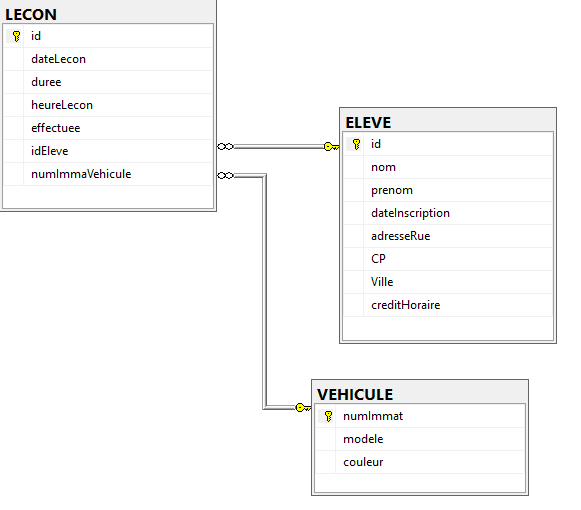 LECON
id
dateLecon
duree
heureLecon
effectuee
idEleve
numImmaVehicule
ELEVE
id
nom
prenom
dateInscription
adresseRue
CP
Ville
creditHoraire
VEHICULE
numImmat
modele
couleur